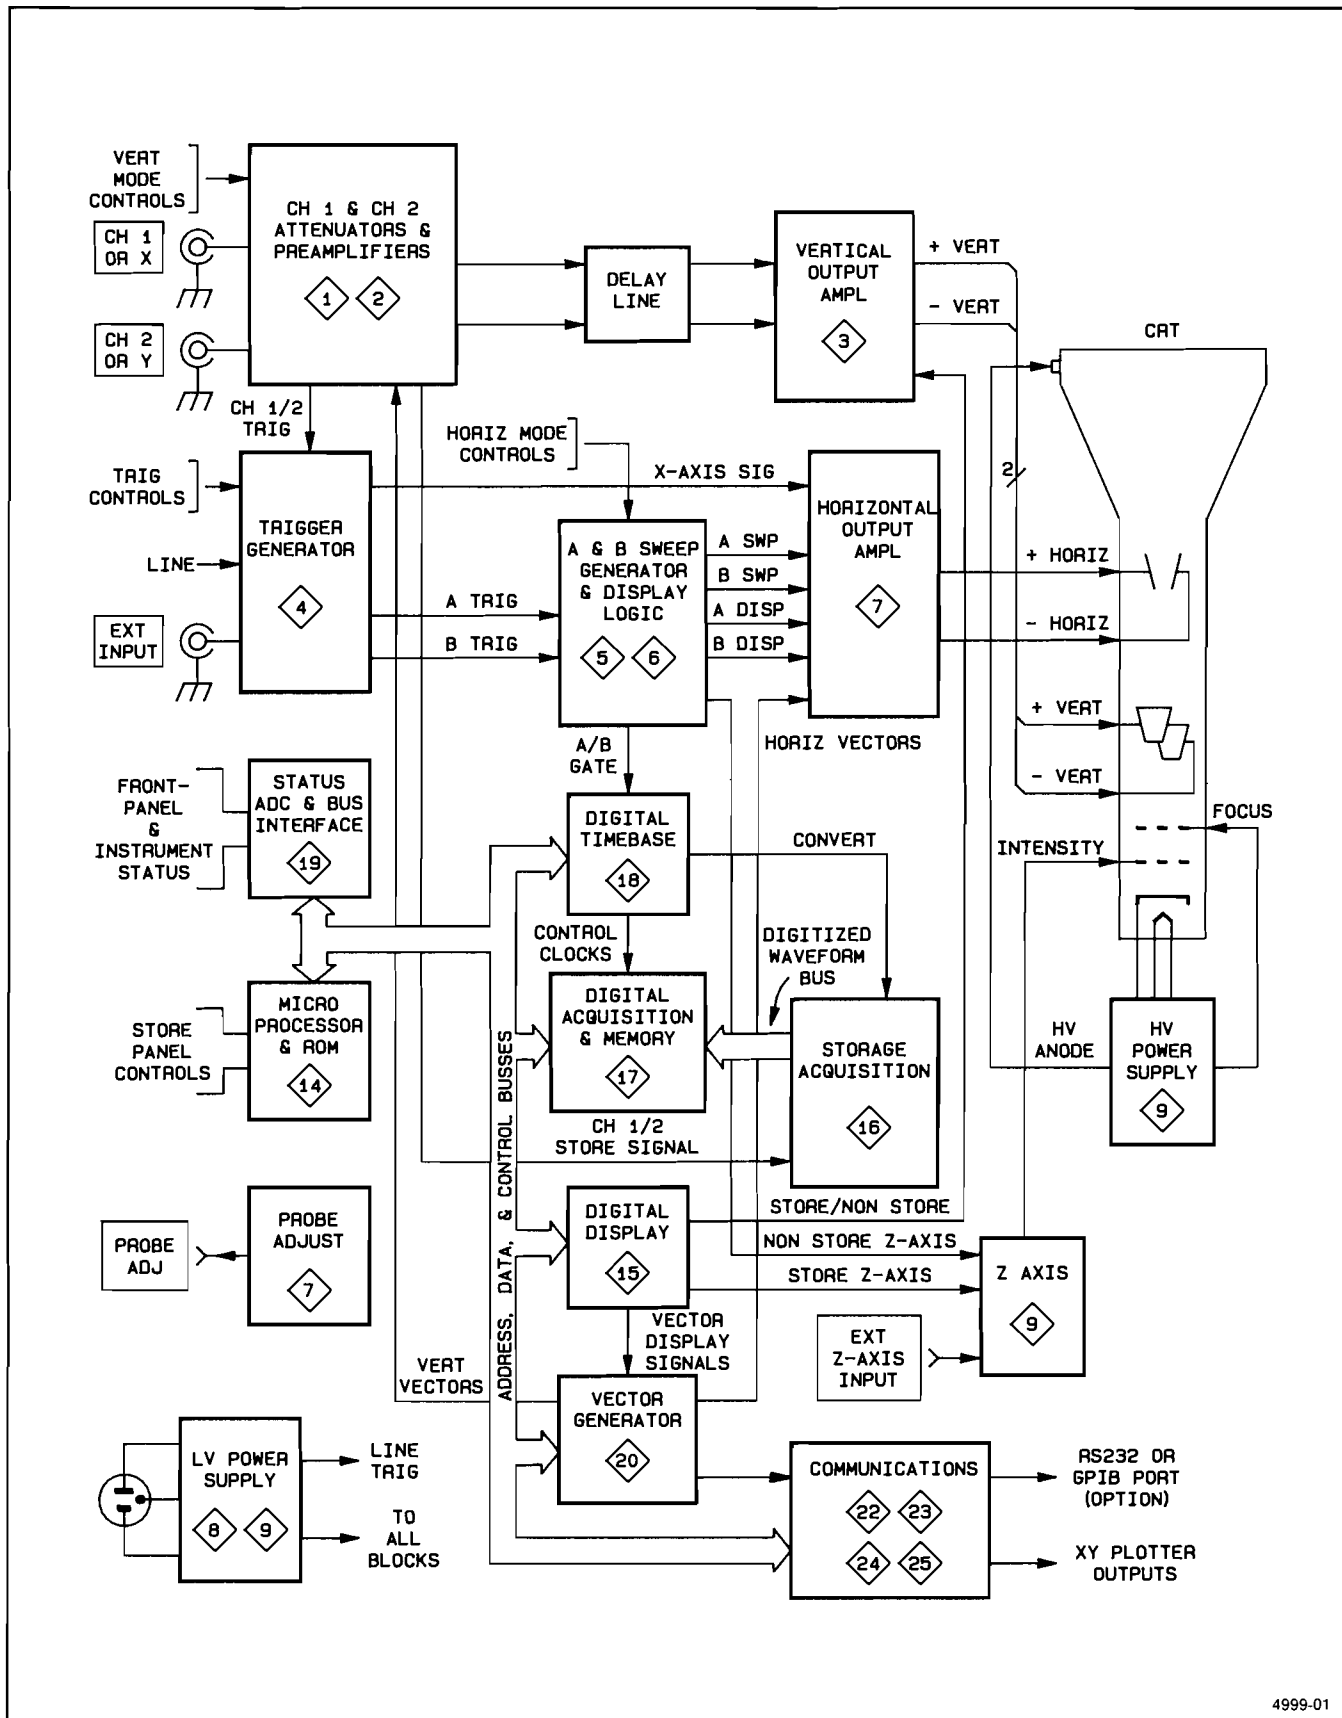 VERT
MODE
CONTROLS
CH 1
OR X
CH 2
OR Y
CH 1 & CH 2
ATTENUATORS &
PREAMPLIFIERS
1
2
DELAY
LINE
VERTICAL
OUTPUT
AMPL
3
+ VERT
- VERT
CRT
CH 1/2
TRIG
HORIZ MODE
CONTROLS
X-AXIS SIG
2
TRIG
CONTROLS
LINE
EXT
INPUT
TRIGGER
GENERATOR
4
A TRIG
B TRIG
A & B SWEEP
GENERATOR
& DISPLAY
LOGIC
5
6
A SWP
B SWP
A DISP
B DISP
HORIZONTAL
OUTPUT
AMPL
7
+ HORIZ
- HORIZ
+ VERT
- VERT
HORIZ VECTORS
A/B
GATE
FOCUS
INTENSITY
FRONT-
PANEL
&
INSTRUMENT
STATUS
STATUS
ADC & BUS
INTERFACE
19
DIGITAL
TIMEBASE
18
CONVERT
CONTROL
CLOCKS
DIGITIZED
WAVEFORM
BUS
STORE
PANEL
CONTROLS
MICRO
PROCESSOR
& ROM
14
DIGITAL
ACQUISITION
& MEMORY
17
STORAGE
ACQUISITION
16
HV
ANODE
HV
POWER
SUPPLY
9
CH 1/2
STORE SIGNAL
ADDRESS, DATA, & CONTROL BUSSES
PROBE
ADJ
PROBE
ADJUST
7
DIGITAL
DISPLAY
15
STORE/NON STORE
NON STORE Z-AXIS
STORE Z-AXIS
Z AXIS
9
EXT
Z-AXIS
INPUT
VECTOR
DISPLAY
SIGNALS
VERT
VECTORS
VECTOR
GENERATOR
20
LV POWER
SUPPLY
8
9
LINE
TRIG
TO
ALL
BLOCKS
COMMUNICATIONS
22
23
24
25
RS232 OR
GPIB PORT
(OPTION)
XY PLOTTER
OUTPUTS
4999-01